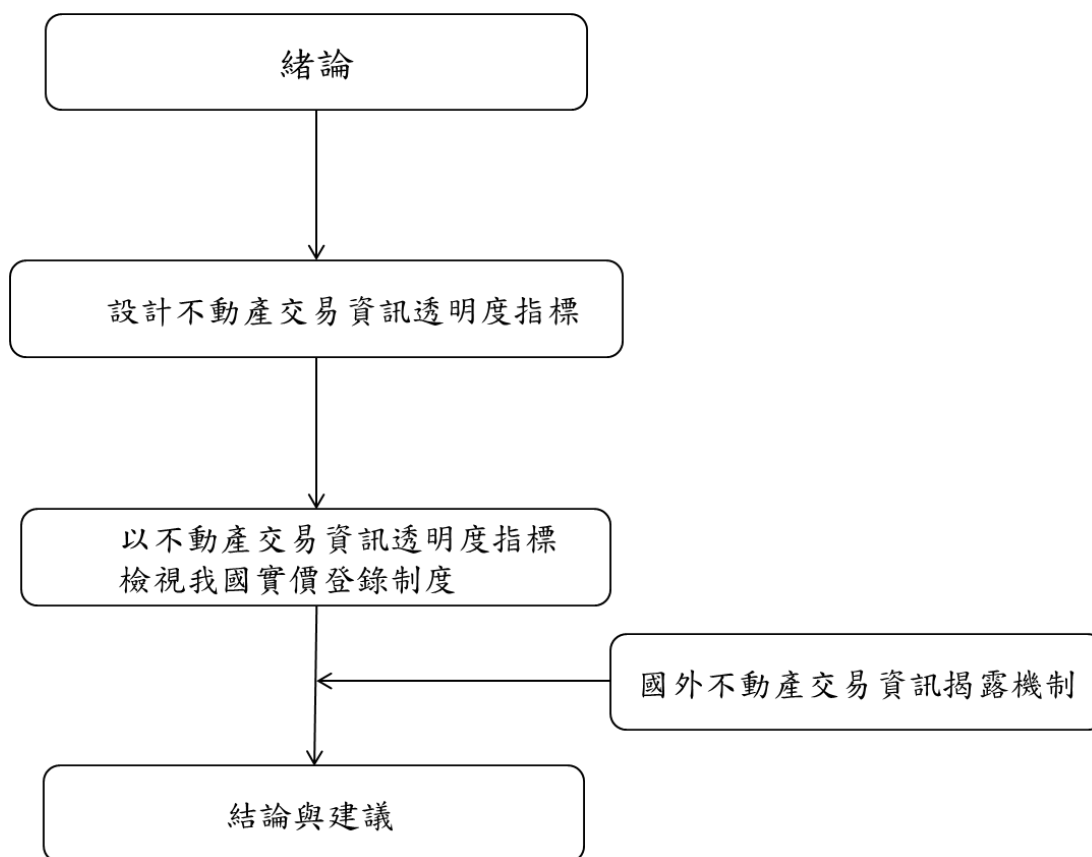 緒論
設計不動產交易資訊透明度指標
以不動產交易資訊透明度指標
檢視我國實價登錄制度
國外不動產交易資訊揭露機制
結論與建議